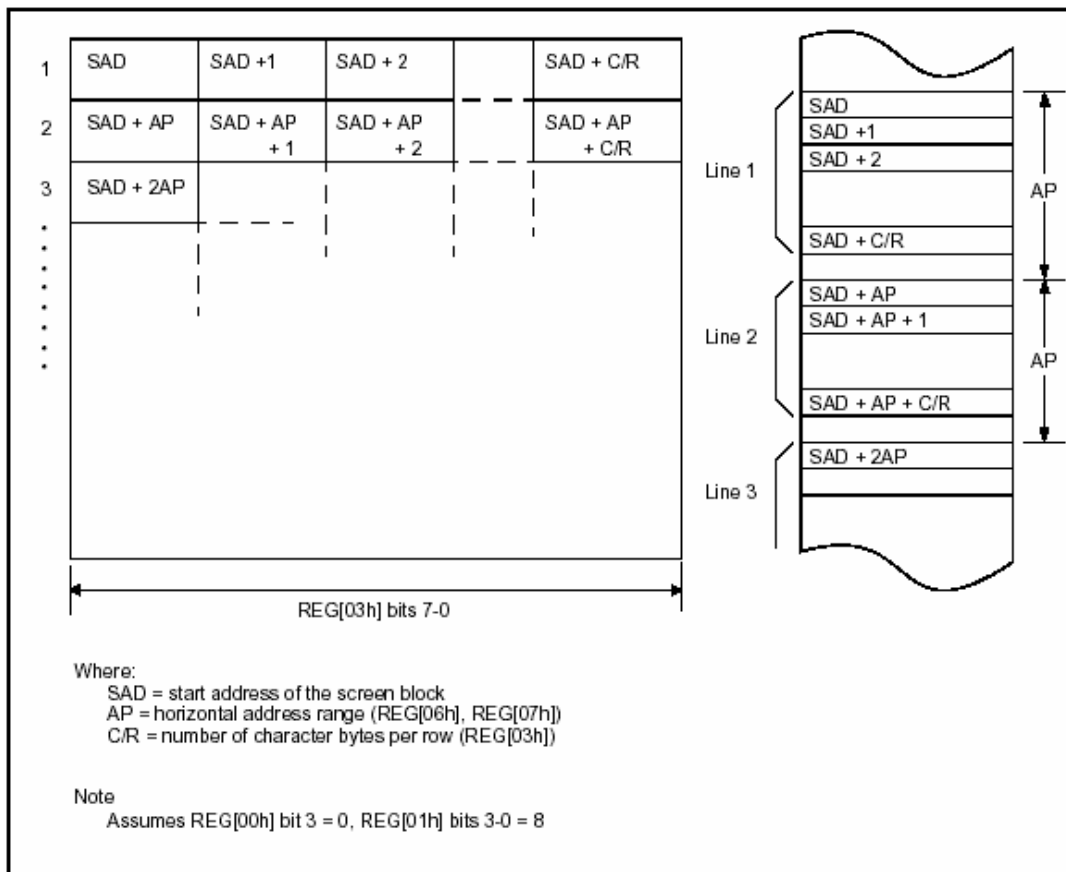 1 SAD SAD +1 SAD + 2 SAD + C/R
2 SAD + AP SAD + AP + 1 SAD + AP + 2 SAD + AP + C/R
3 SAD + 2AP
REG[03h] bits 7-0
Line 1
SAD
SAD +1
SAD + 2
SAD + C/R
AP
Line 2
SAD + AP
SAD + AP + 1
SAD + AP + C/R
AP
Line 3
SAD + 2AP
Where:
SAD = start address of the screen block
AP = horizontal address range (REG[06h], REG[07h])
C/R = number of character bytes per row (REG[03h])
Note
Assumes REG[00h] bit 3 = 0, REG[01h] bits 3-0 = 8